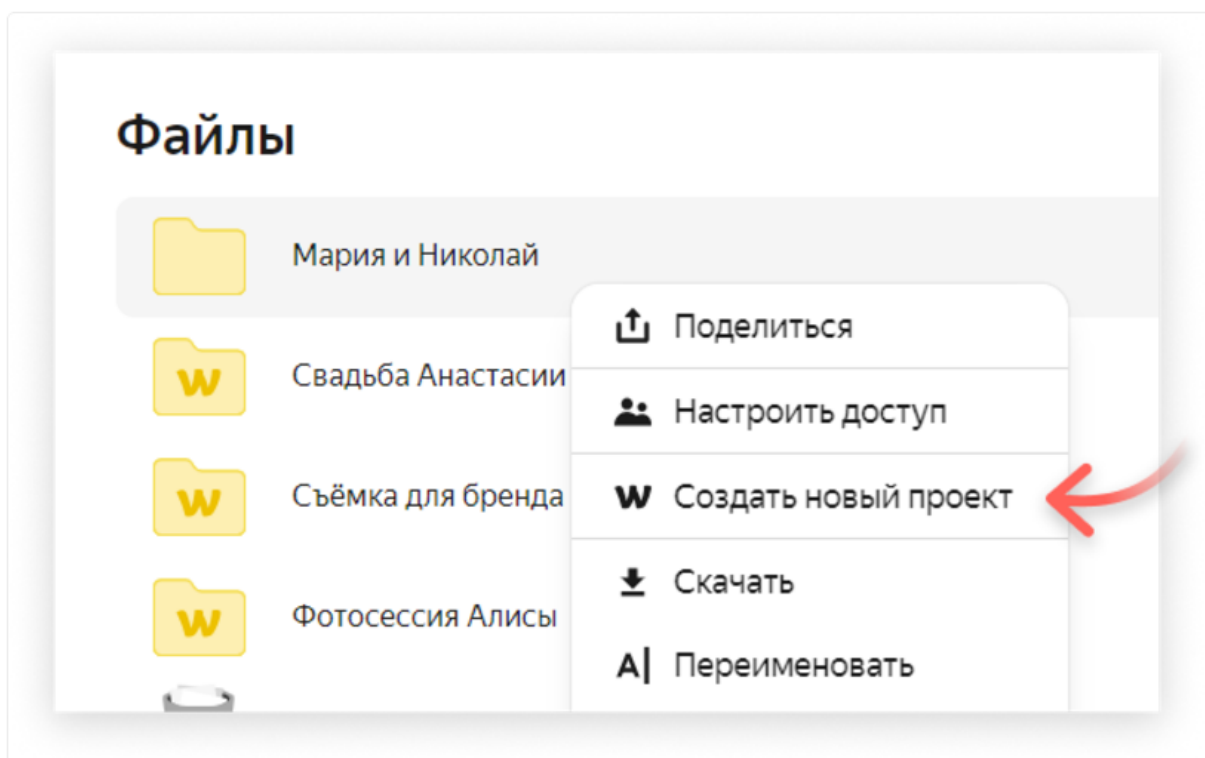 Файлы
Мария и Николай
Поделиться
Свадьба Анастасии
Настроить доступ
Съёмка для бренда
w Создать новый проект
Скачать
Фотосессия Алисы
A| Переименовать